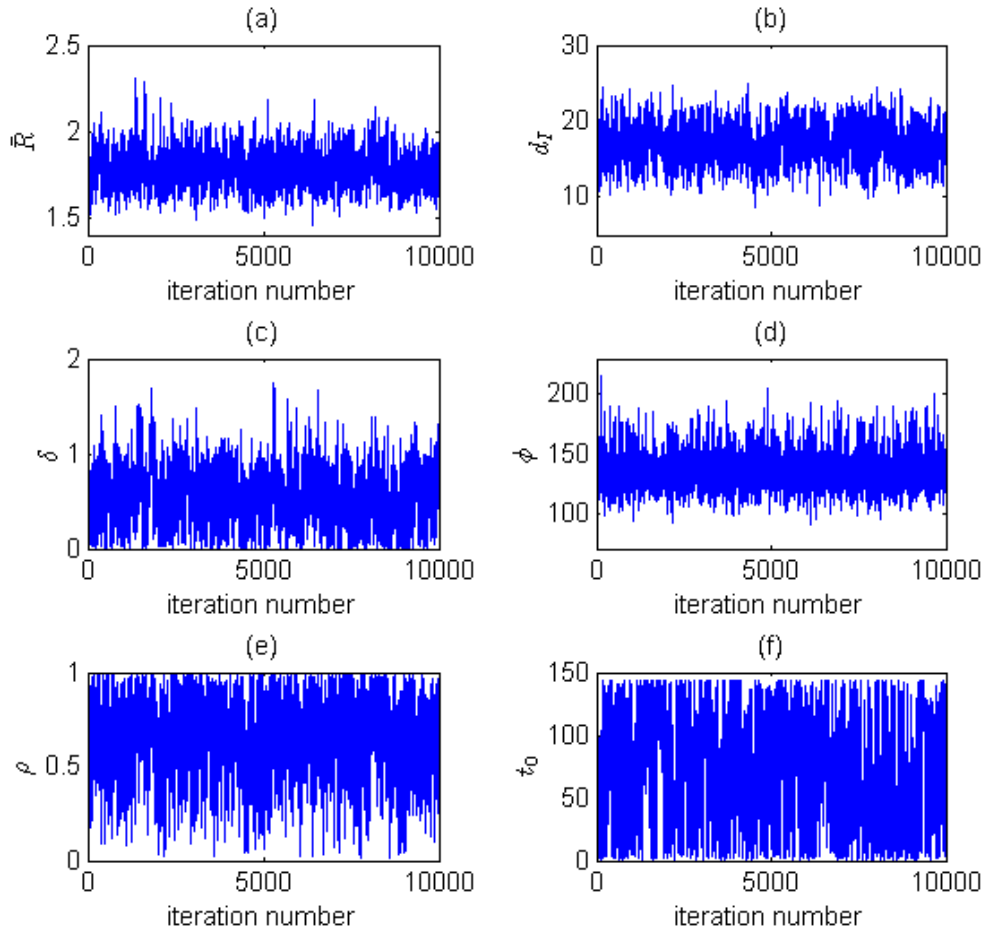 (a)
2.5
2
1.5
R̄
0 5000 10000
iteration number
(b)
30
20
10
d_I
0 5000 10000
iteration number
(c)
2
1
0
δ
0 5000 10000
iteration number
(d)
200
150
100
ϕ
0 5000 10000
iteration number
(e)
1
0.5
0
ρ
0 5000 10000
iteration number
(f)
150
100
50
0
t₀
0 5000 10000
iteration number